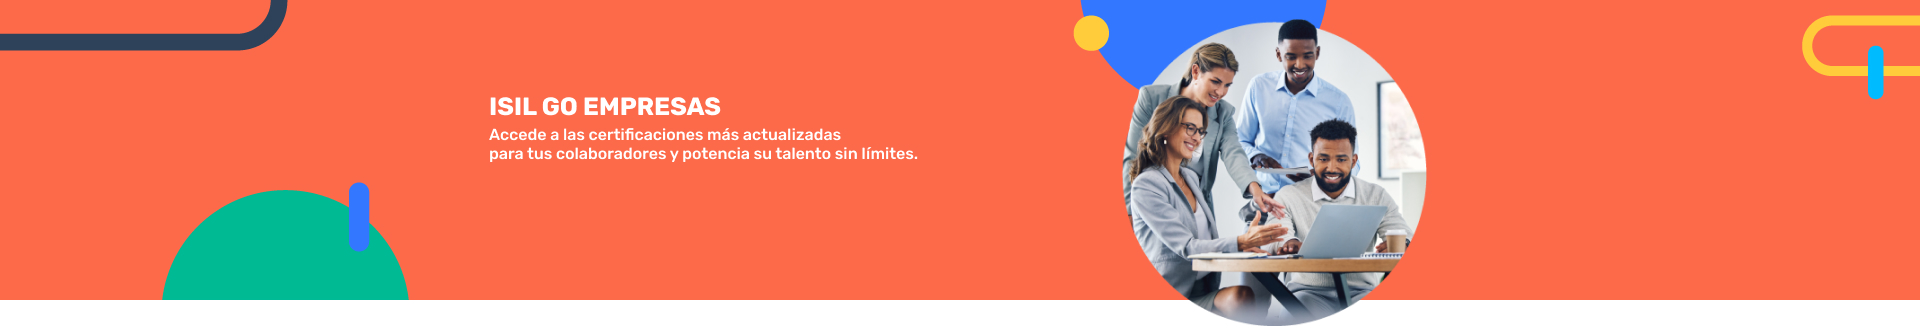 ISIL GO EMPRESAS
Accede a las certificaciones más actualizadas
para tus colaboradores y potencia su talento sin límites.